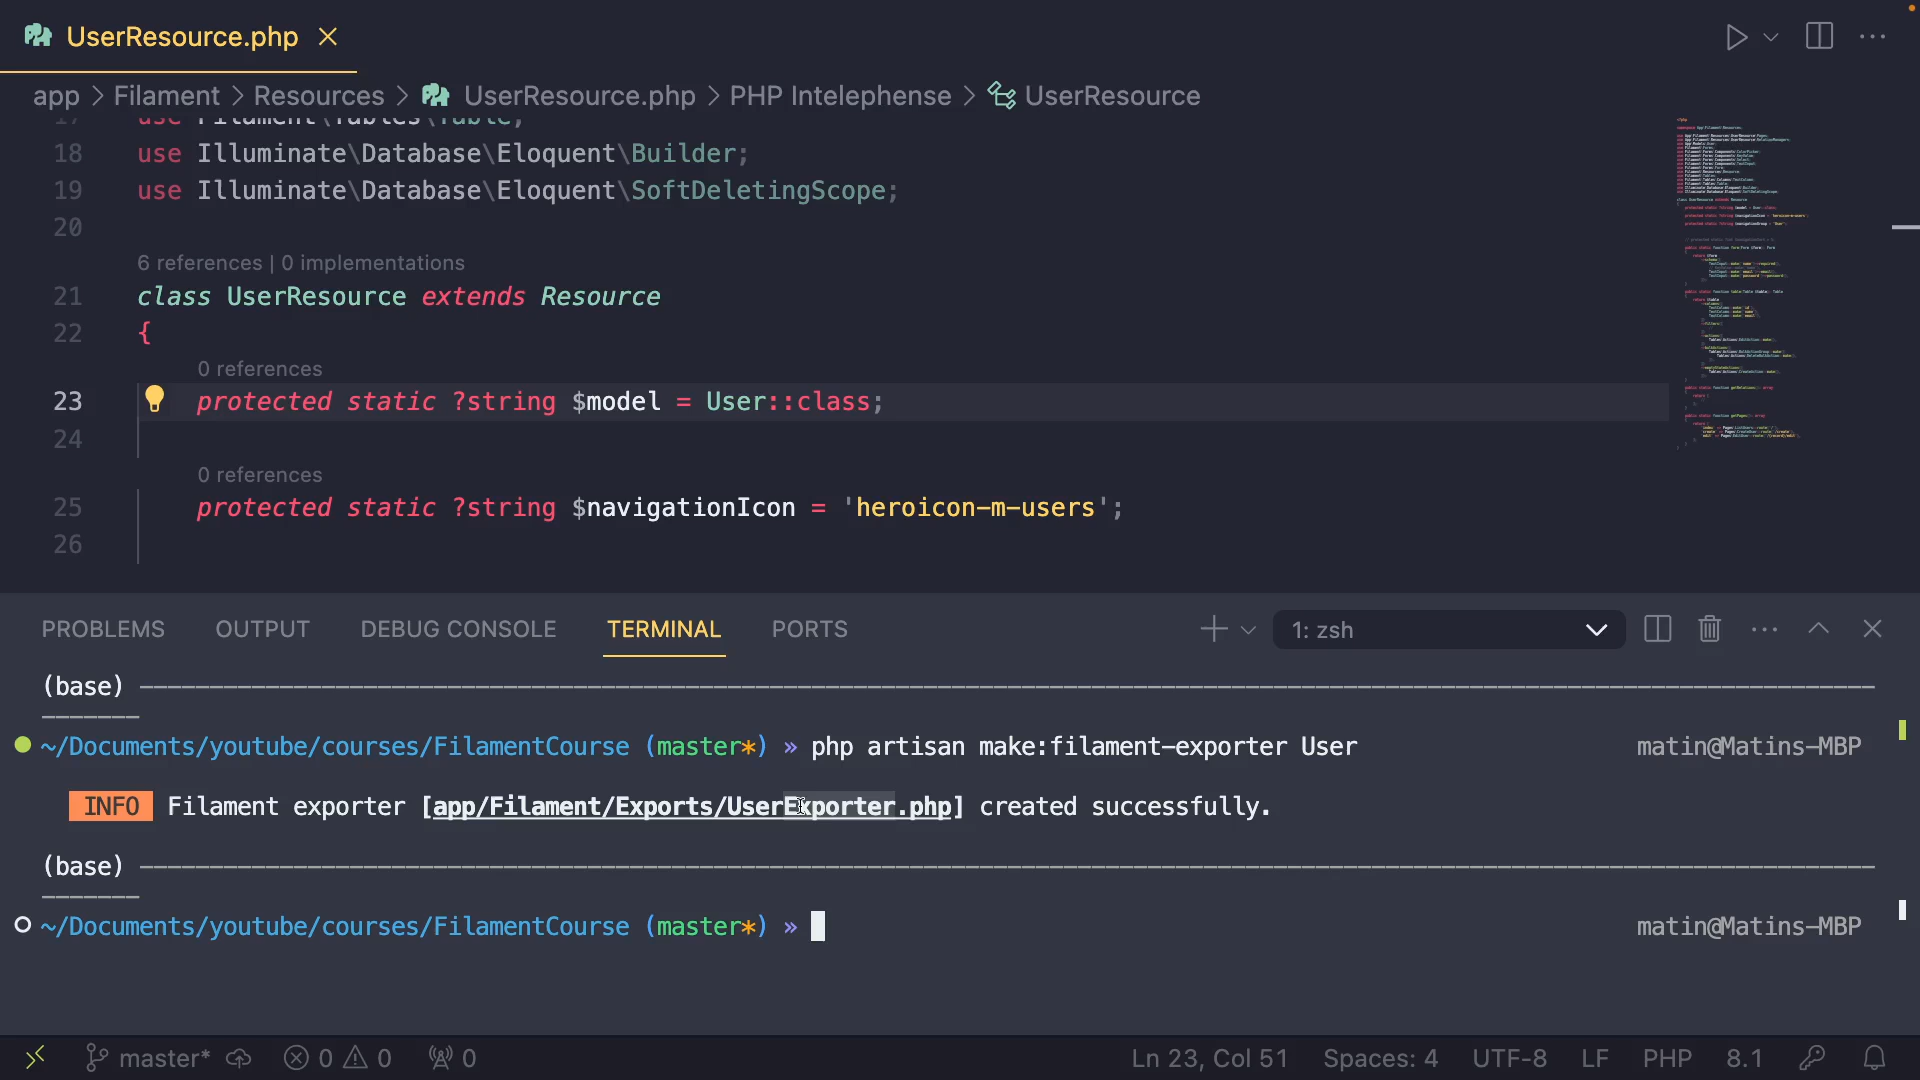 UserResource.php
app > Filament > Resources > UserResource.php > PHP Intelephense > UserResource
17 use Filament\Tables\Table;
18 use Illuminate\Database\Eloquent\Builder;
19 use Illuminate\Database\Eloquent\SoftDeletingScope;
20
6 references | 0 implementations
21 class UserResource extends Resource
22 {
0 references
23 protected static ?string $model = User::class;
24
0 references
25 protected static ?string $navigationIcon = 'heroicon-m-users';
26
PROBLEMS OUTPUT DEBUG CONSOLE TERMINAL PORTS 1: zsh
(base)
~/Documents/youtube/courses/FilamentCourse (master*) » php artisan make:filament-exporter User matin@Matins-MBP
INFO Filament exporter [app/Filament/Exports/UserExporter.php] created successfully.
(base)
~/Documents/youtube/courses/FilamentCourse (master*) » matin@Matins-MBP
master* 0 0 0 Ln 23, Col 51 Spaces: 4 UTF-8 LF PHP 8.1